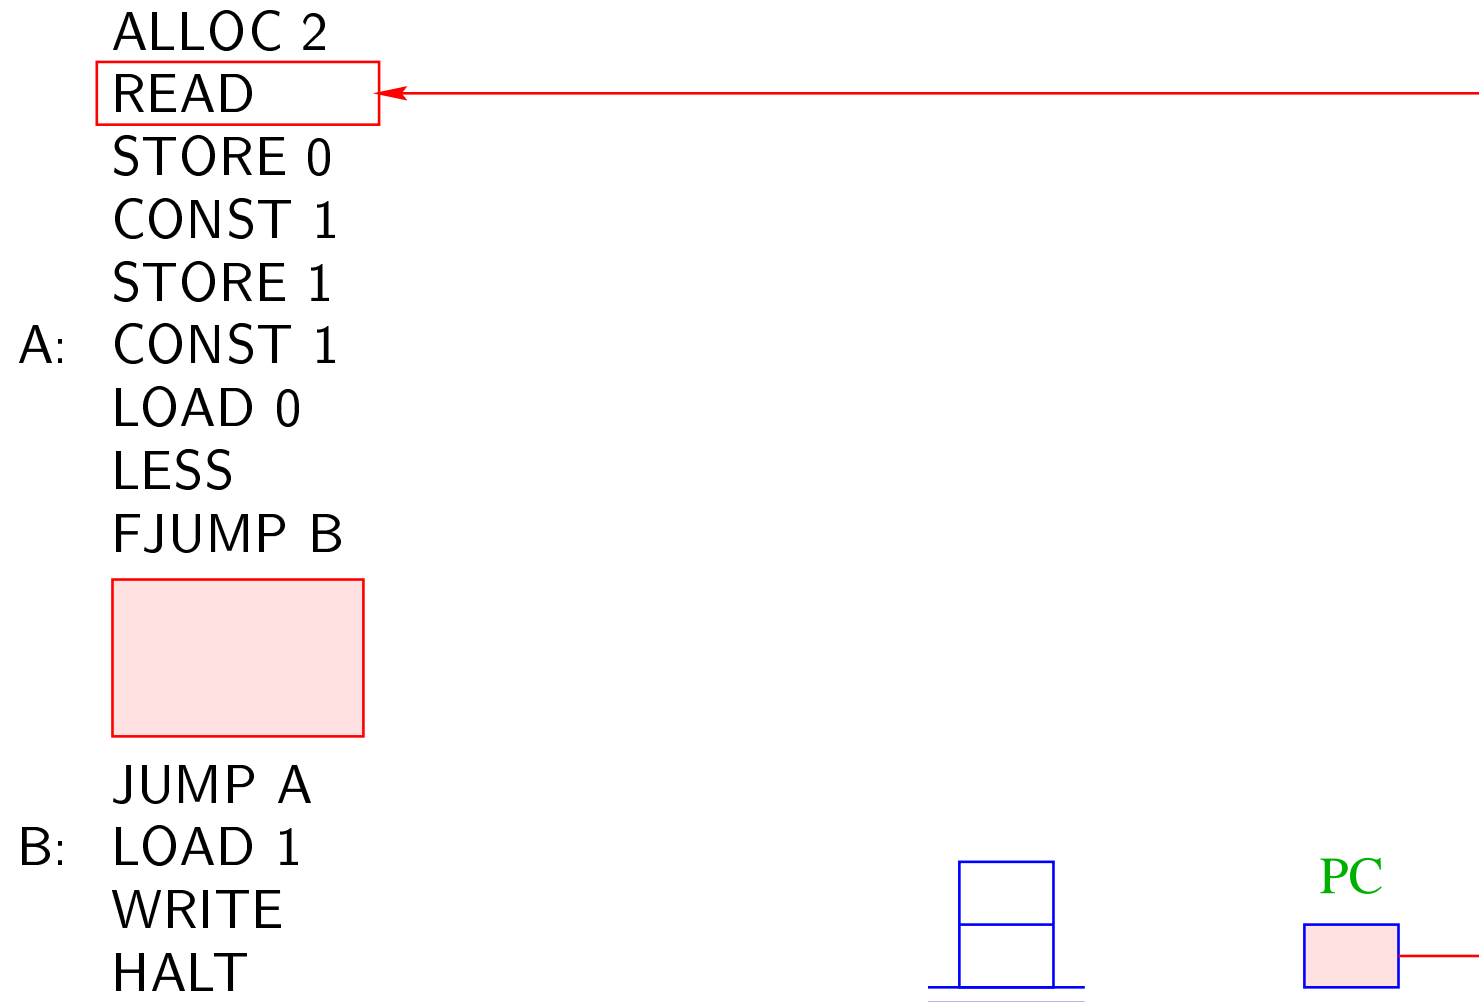 ALLOC 2
READ
STORE 0
CONST 1
STORE 1
A: CONST 1
LOAD 0
LESS
FJUMP B
JUMP A
B: LOAD 1
WRITE
HALT
PC